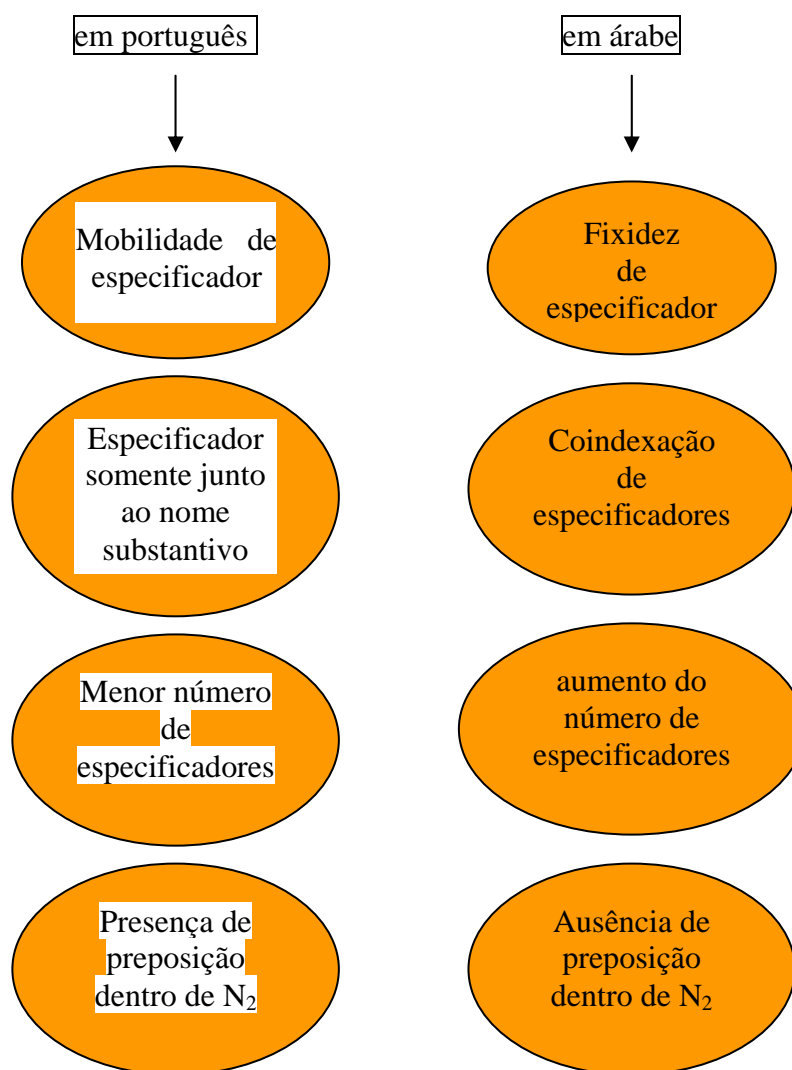 em português
em árabe
Mobilidade de
especificador
Fixidez
de
especificador
Especificador
somente junto
ao nome
substantivo
Coindexação
de
especificadores
Menor número
de
especificadores
aumento do
número de
especificadores
Presença de
preposição
dentro de N₂
Ausência de
preposição
dentro de N₂